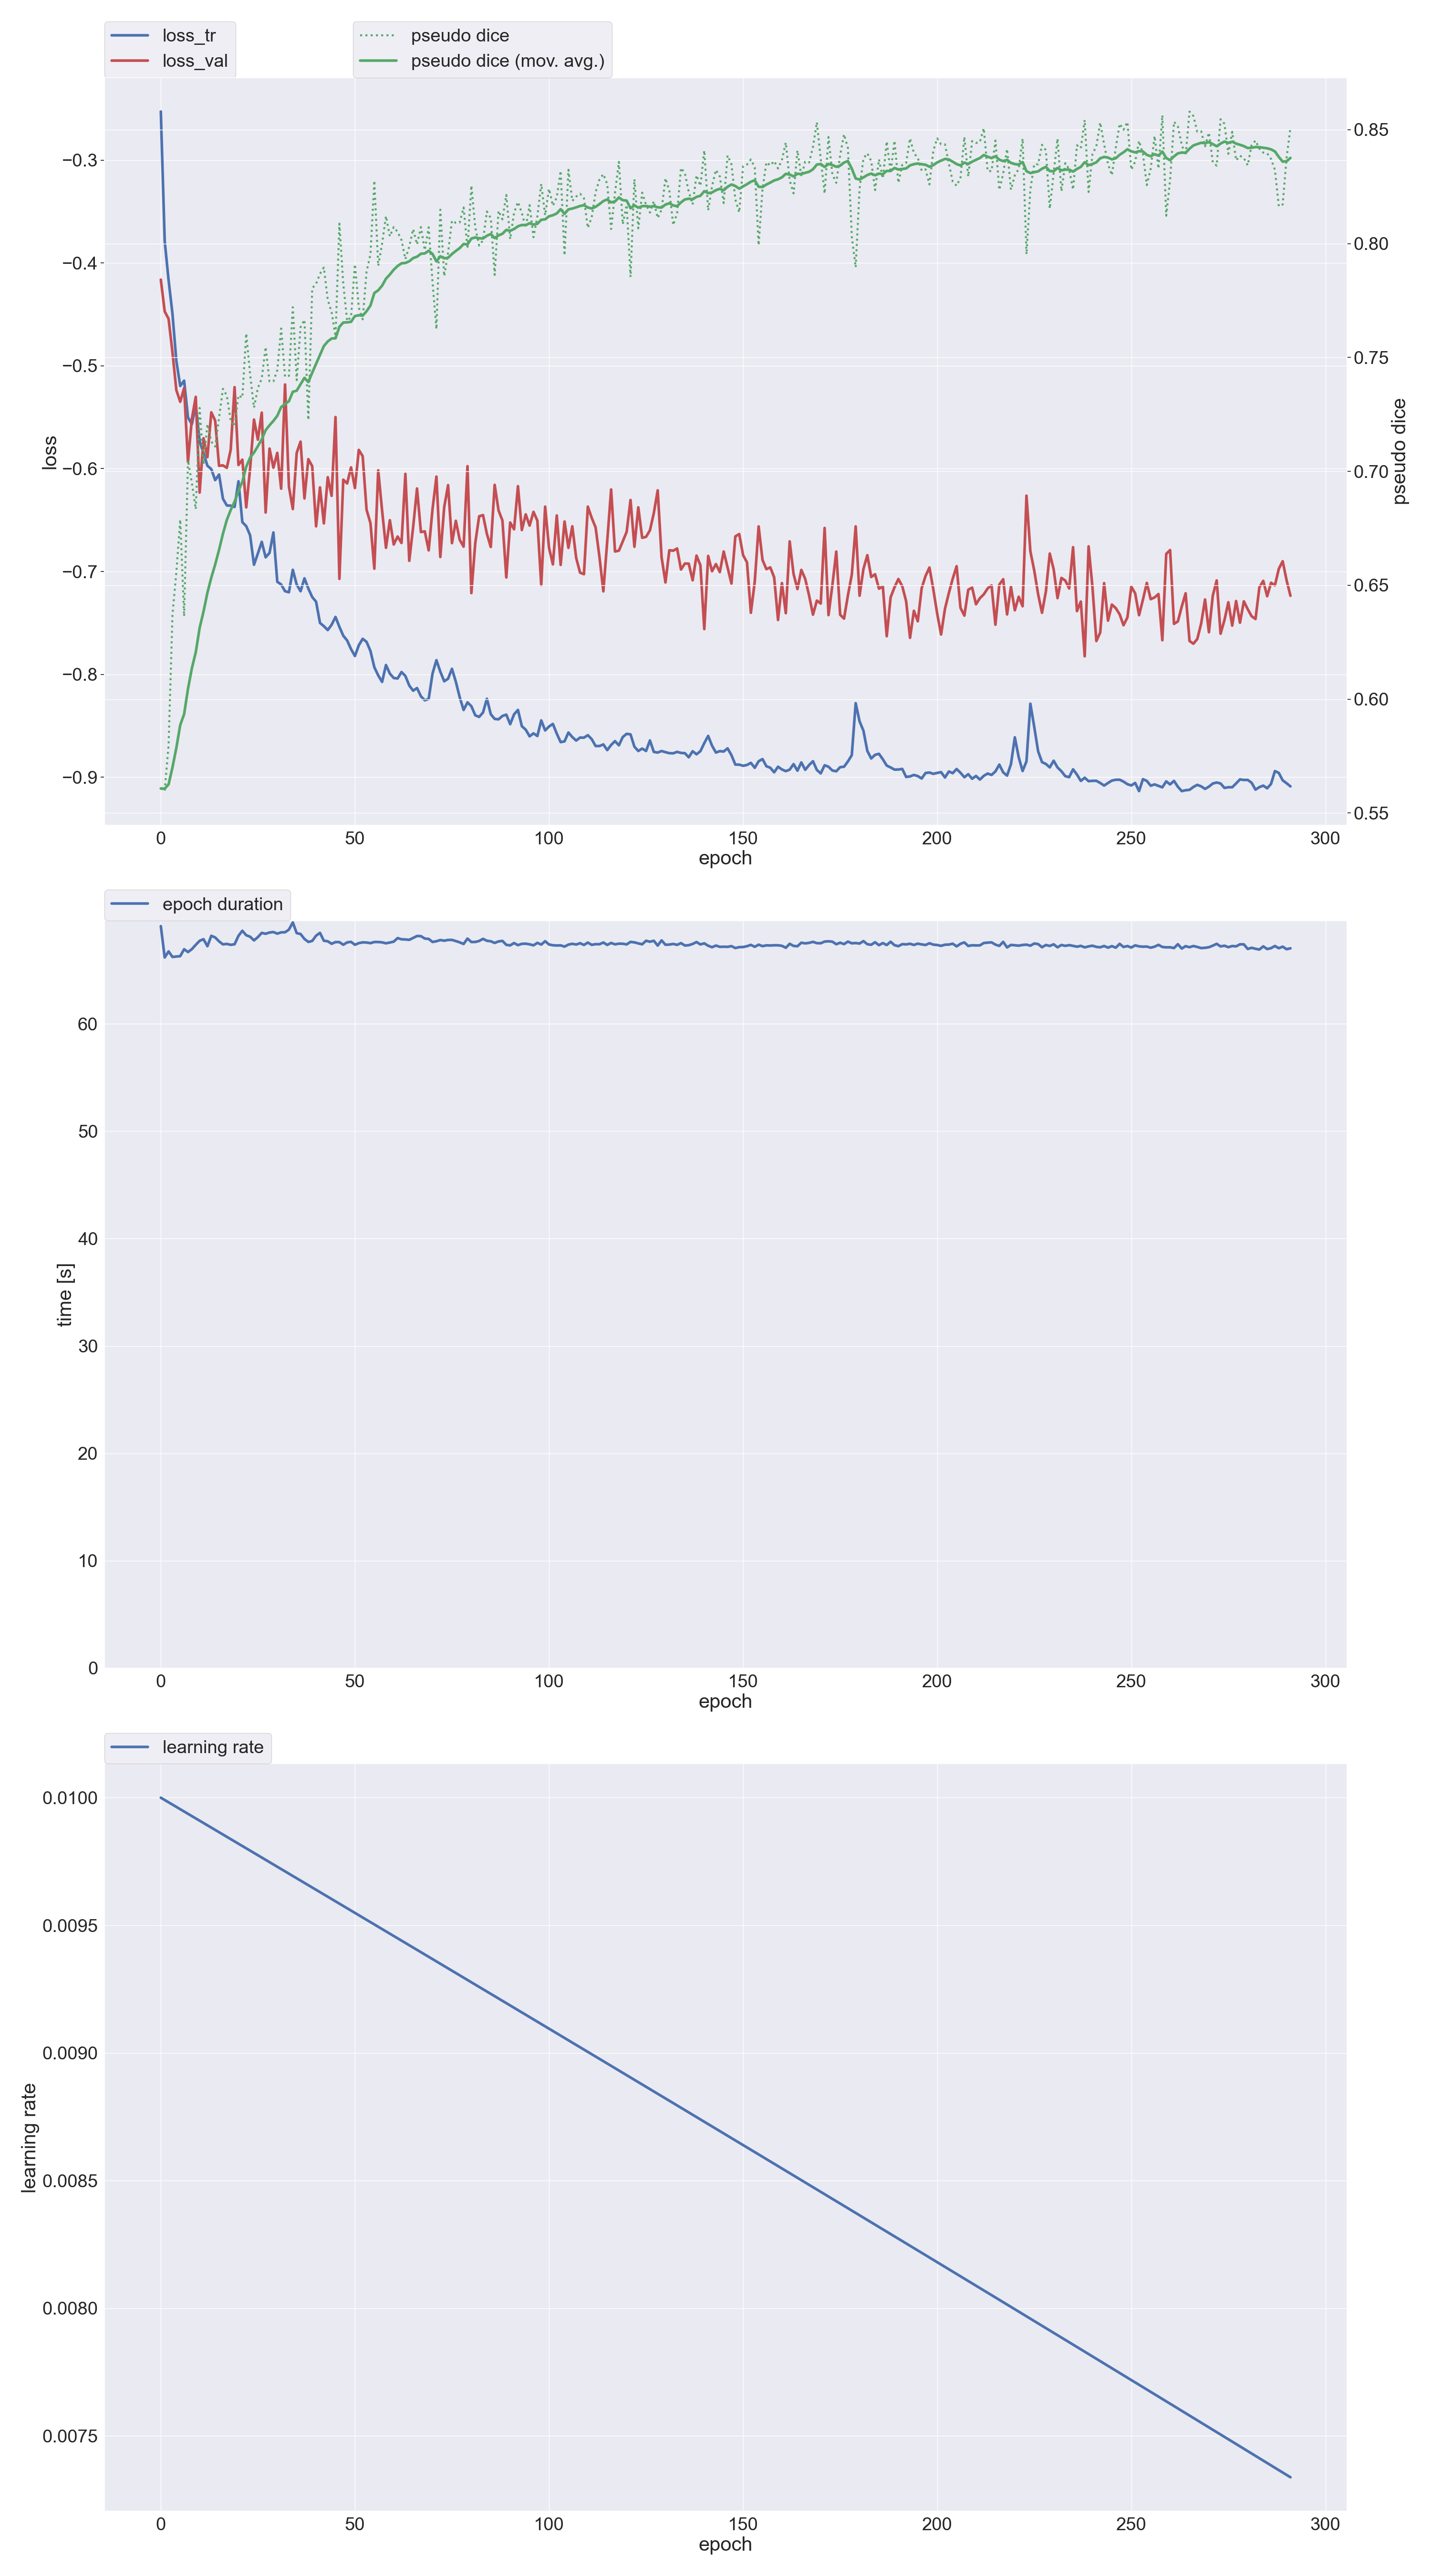 loss_tr
loss_val
pseudo dice
pseudo dice (mov. avg.)
−0.3
−0.4
−0.5
−0.6
−0.7
−0.8
−0.9
loss
0.85
0.80
0.75
0.70
0.65
0.60
0.55
pseudo dice
0 50 100 150 200 250 300
epoch
epoch duration
60
50
40
30
20
10
0
time [s]
0 50 100 150 200 250 300
epoch
learning rate
0.0100
0.0095
0.0090
0.0085
0.0080
0.0075
learning rate
0 50 100 150 200 250 300
epoch